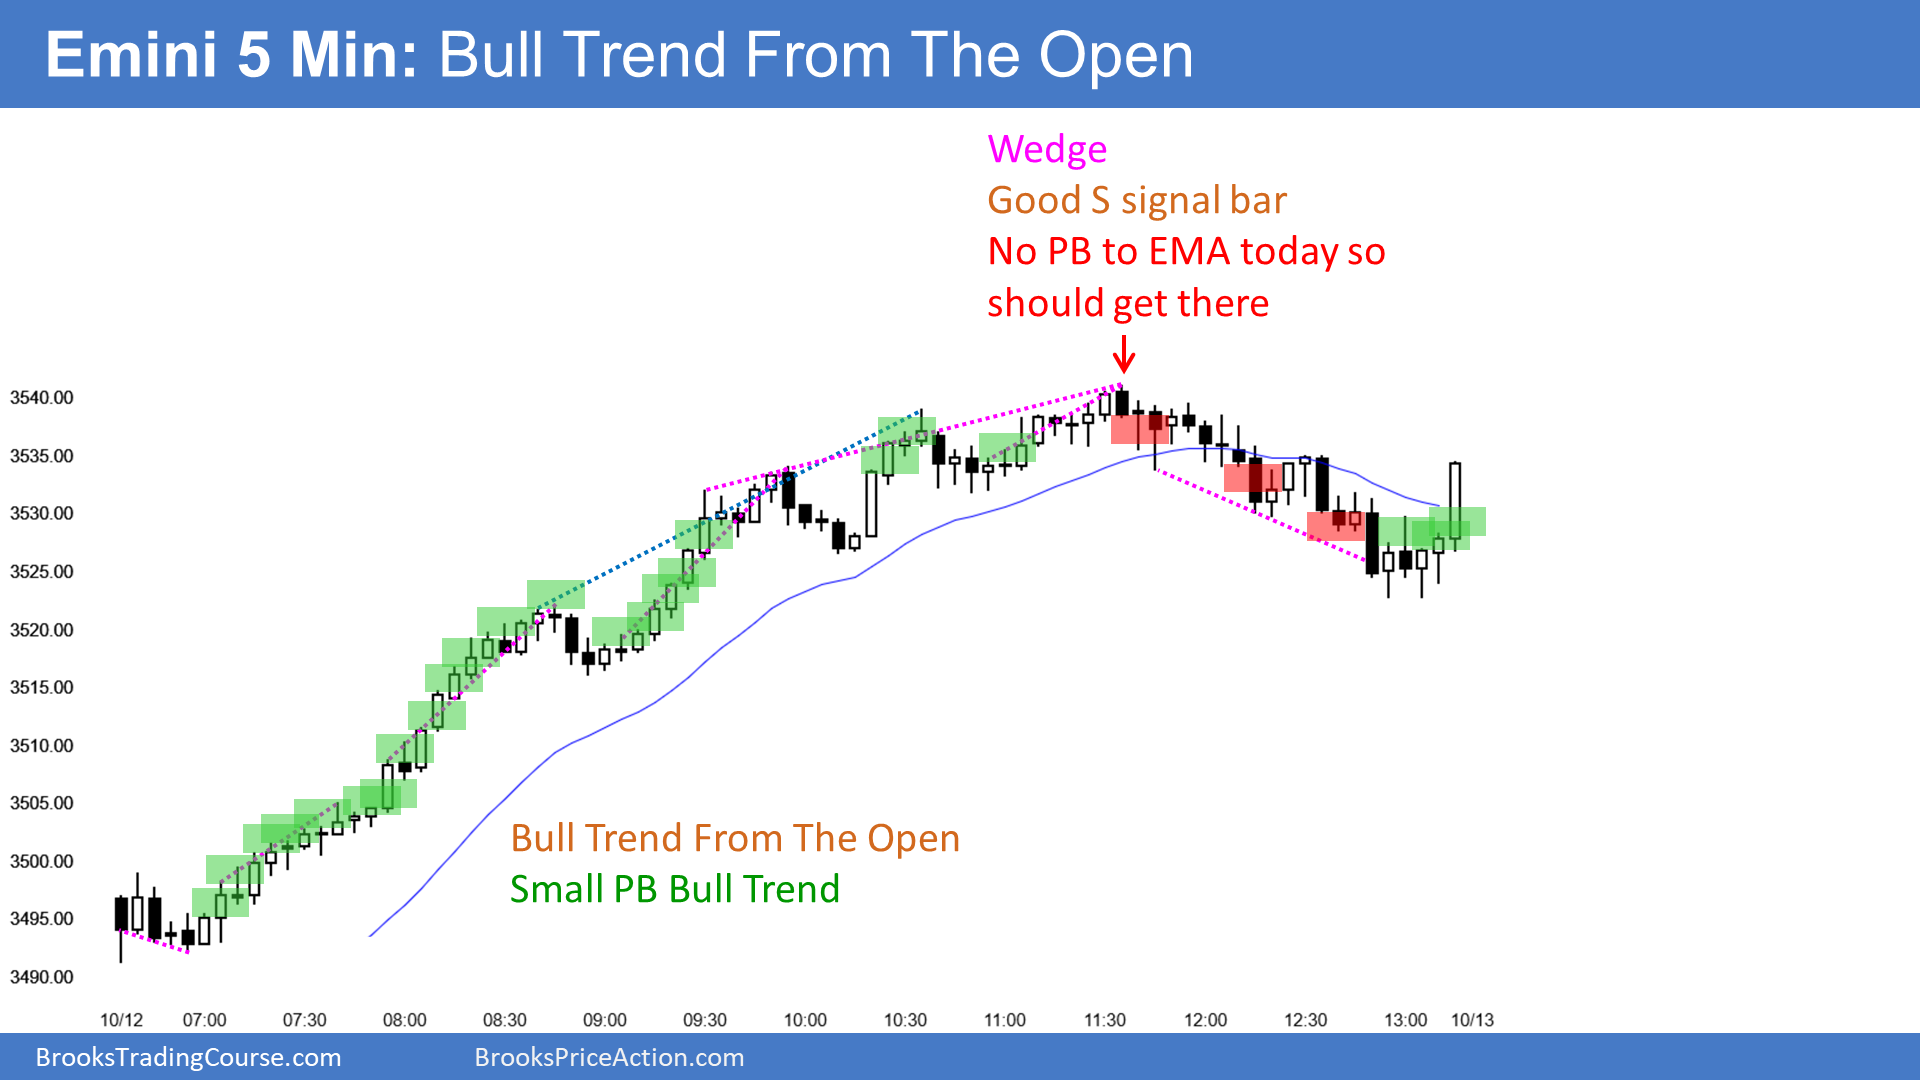 Emini 5 Min: Bull Trend From The Open
Wedge
Good S signal bar
No PB to EMA today so
should get there
3540.00
3535.00
3530.00
3525.00
3520.00
3515.00
3510.00
3505.00
3500.00
3495.00
3490.00
Bull Trend From The Open
Small PB Bull Trend
10/12 07:00 07:30 08:00 08:30 09:00 09:30 10:00 10:30 11:00 11:30 12:00 12:30 13:00 10/13
BrooksTradingCourse.com BrooksPriceAction.com